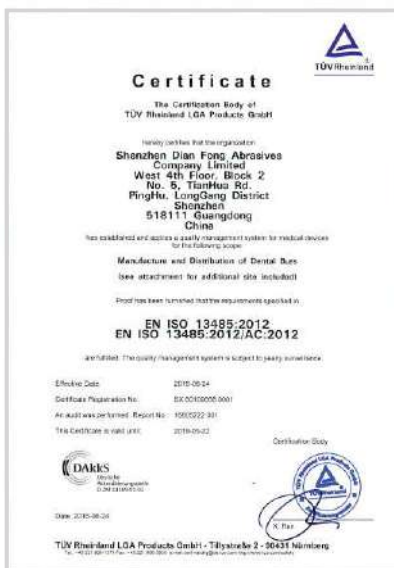 TÜVRheinland
Certificate
The Certification Body of
TÜV Rheinland LGA Products GmbH
hereby certifies that the organization
Shenzhen Dian Fong Abrasives
Company Limited
West 4th Floor, Block 2
No. 5, TianHua Rd.
PingHu, LongGang District
Shenzhen
518111 Guangdong
China
has established and applies a quality management system for medical devices
for the following scope:
Manufacture and Distribution of Dental Burs
(see attachment for additional site included)
Proof has been furnished that the requirements specified in
EN ISO 13485:2012
EN ISO 13485:2012/AC:2012
are fulfilled. The quality management system is subject to yearly surveillance.
Effective Date:
Certificate Registration No.:
An audit was performed. Report No.:
This Certificate is valid until:
Certification Body
DAkkS
Deutsche
Akkreditierungsstelle
Date:
TÜV Rheinland LGA Products GmbH - Tillystraße 2 - 90431 Nürnberg